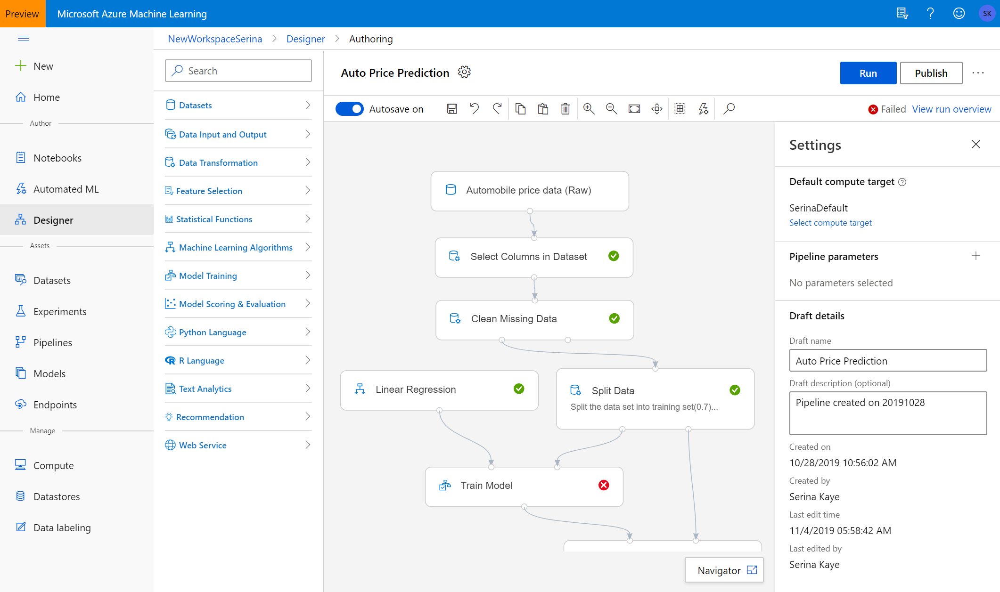 Preview
Microsoft Azure Machine Learning
SK
NewWorkspaceSerina > Designer > Authoring
New
Home
Author
Notebooks
Automated ML
Designer
Assets
Datasets
Experiments
Pipelines
Models
Endpoints
Manage
Compute
Datastores
Data labeling
Search
Datasets
Data Input and Output
Data Transformation
Feature Selection
Statistical Functions
Machine Learning Algorithms
Model Training
Model Scoring & Evaluation
Python Language
R Language
Text Analytics
Recommendation
Web Service
Auto Price Prediction
Run
Publish
Autosave on
Failed View run overview
Automobile price data (Raw)
Select Columns in Dataset
Clean Missing Data
Linear Regression
Split Data
Split the data set into training set(0.7)...
Train Model
Navigator
Settings
Default compute target
SerinaDefault
Select compute target
Pipeline parameters
No parameters selected
Draft details
Draft name
Auto Price Prediction
Draft description (optional)
Pipeline created on 20191028
Created on
10/28/2019 10:56:02 AM
Created by
Serina Kaye
Last edit time
11/4/2019 05:58:42 AM
Last edited by
Serina Kaye